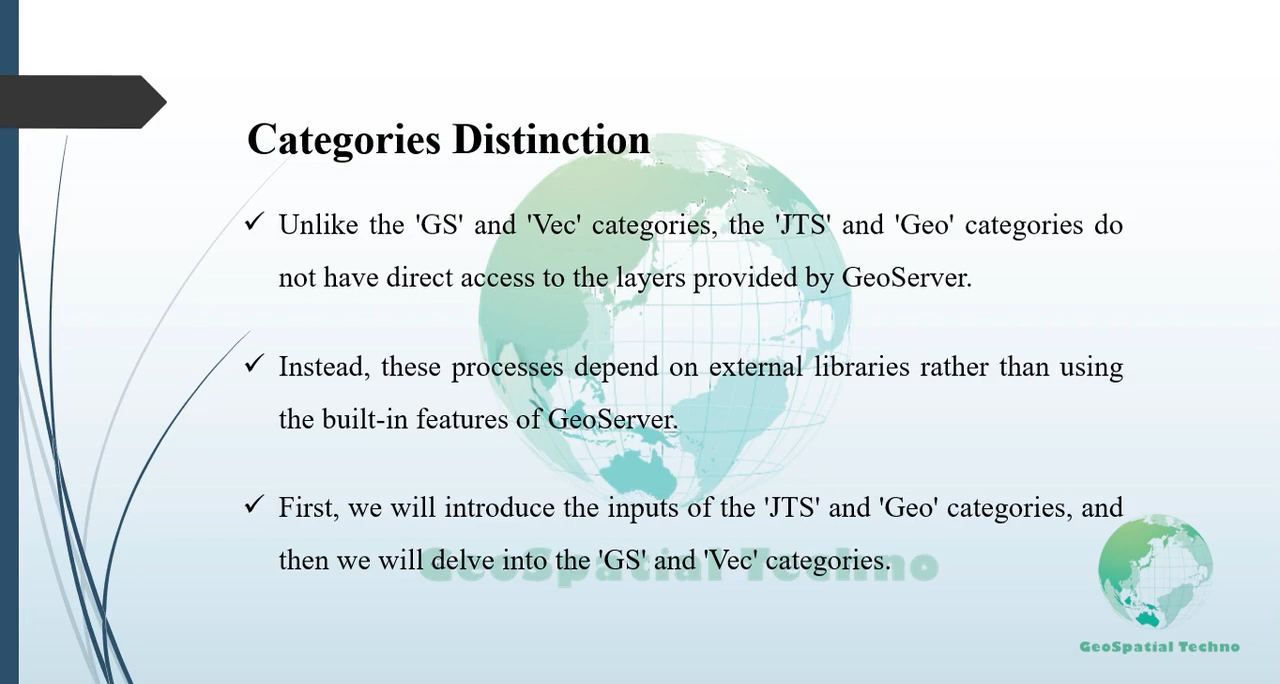 Categories Distinction
Unlike the 'GS' and 'Vec' categories, the 'JTS' and 'Geo' categories do
not have direct access to the layers provided by GeoServer.
Instead, these processes depend on external libraries rather than using
the built-in features of GeoServer.
First, we will introduce the inputs of the 'JTS' and 'Geo' categories, and
then we will delve into the 'GS' and 'Vec' categories.
GeoSpatial Techno
GeoSpatial Techno